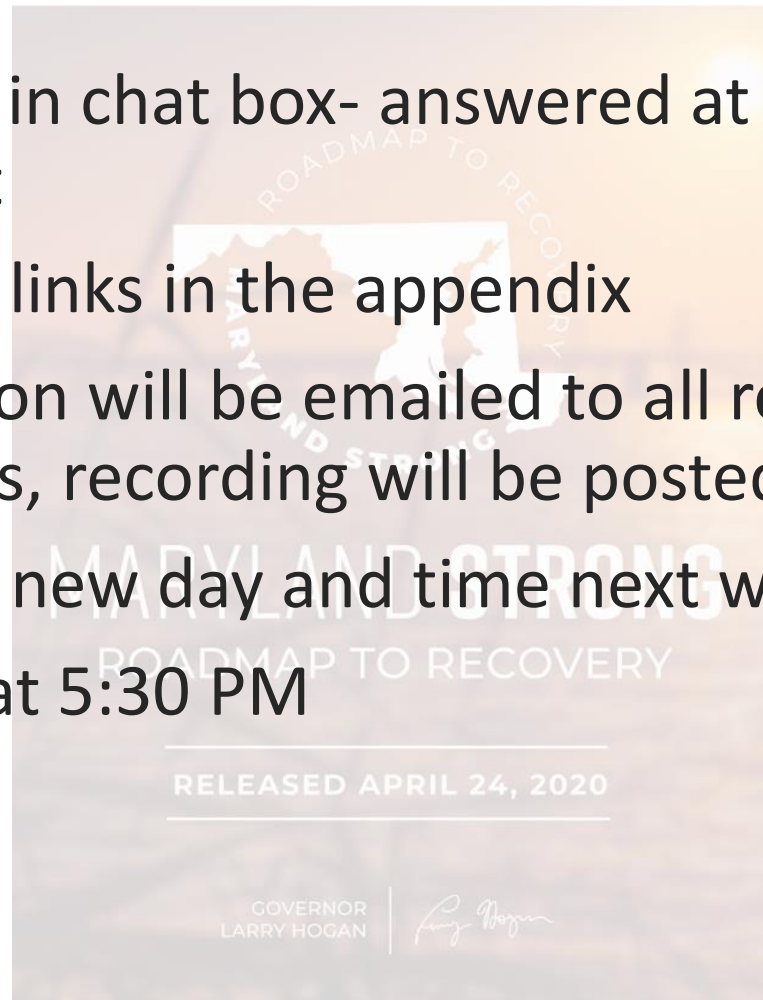 in chat box- answered at
links in the appendix
on will be emailed to all
s, recording will be posted
new day and time next
at 5:30 PM
ROADMAP TO RECOVERY
MARYLAND STRONG
MARYLAND STRONG
ROADMAP TO RECOVERY
RELEASED APRIL 24, 2020
GOVERNOR
LARRY HOGAN